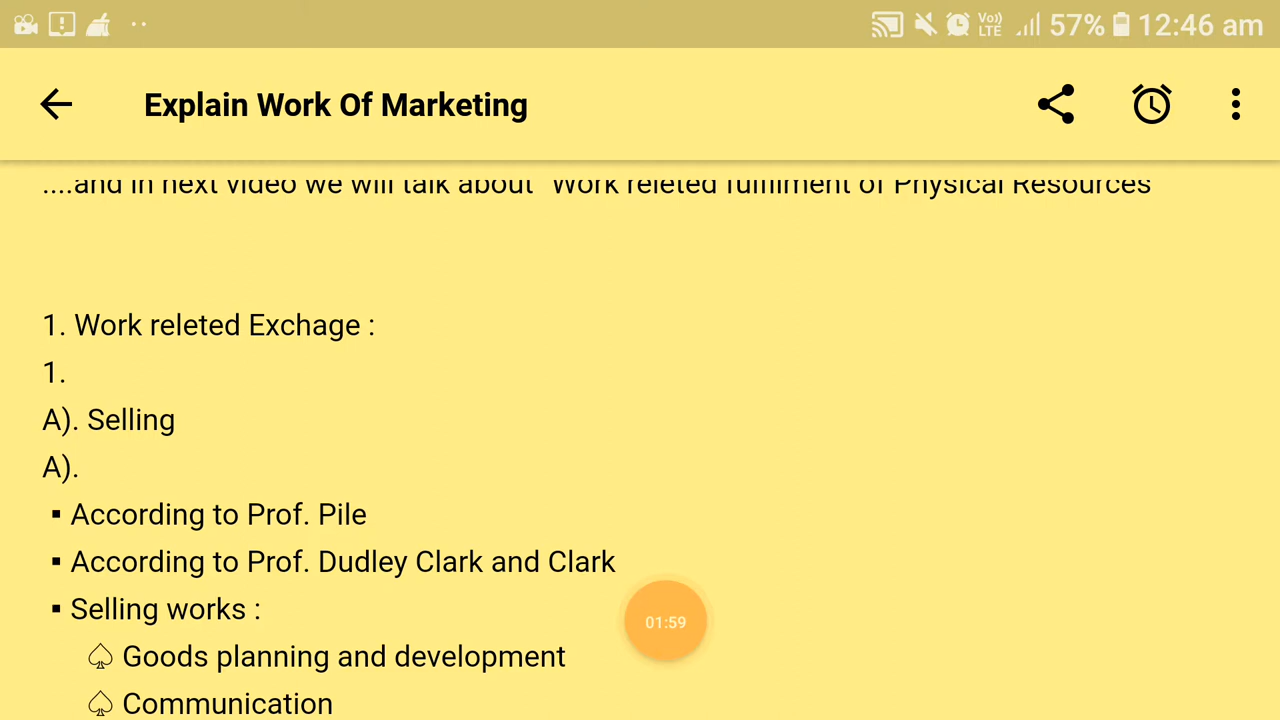 57% 12:46 am
Vo)) LTE
Explain Work Of Marketing
....and in next video we will talk about "Work releted fulfilment of Physical Resources
1. Work releted Exchage :
1.
A). Selling
A).
▪ According to Prof. Pile
▪ According to Prof. Dudley Clark and Clark
▪ Selling works :
01:59
♤ Goods planning and development
♤ Communication